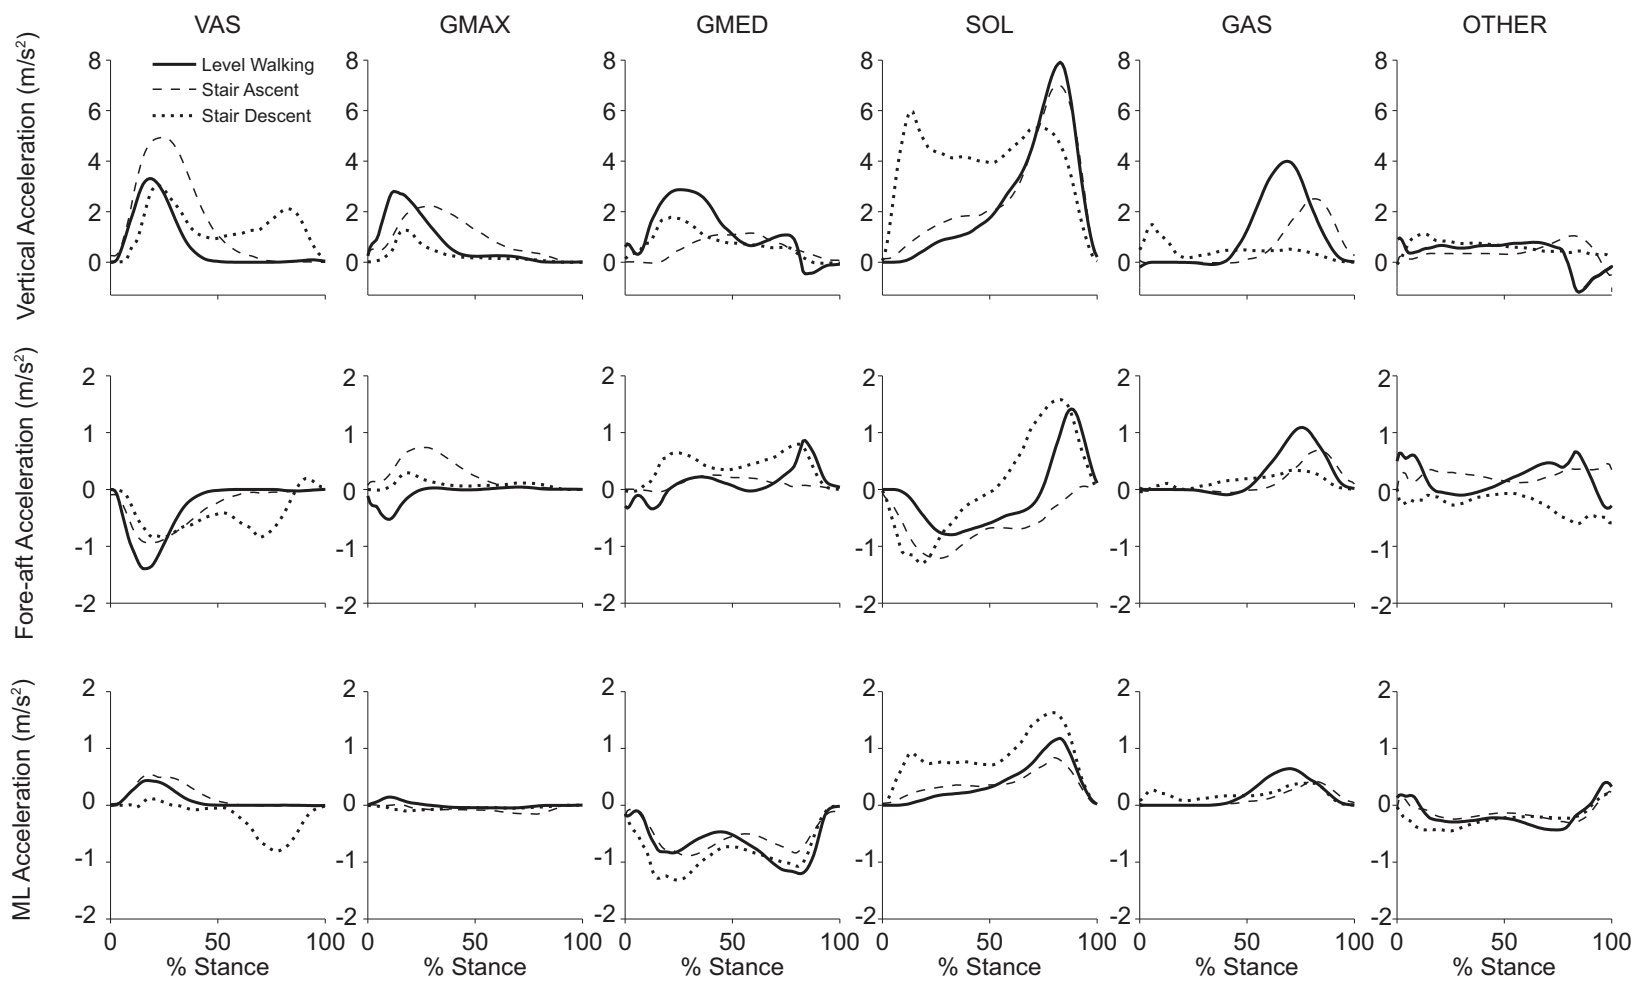 VAS GMAX GMED SOL GAS OTHER
Vertical Acceleration (m/s²)
8 8 8 8 8 8
Level Walking
Stair Ascent
Stair Descent
6 6 6 6 6 6
4 4 4 4 4 4
2 2 2 2 2 2
0 0 0 0 0 0
Fore-aft Acceleration (m/s²)
2 2 2 2 2 2
1 1 1 1 1 1
0 0 0 0 0 0
-1 -1 -1 -1 -1 -1
-2 -2 -2 -2 -2 -2
ML Acceleration (m/s²)
2 2 2 2 2 2
1 1 1 1 1 1
0 0 0 0 0 0
-1 -1 -1 -1 -1 -1
-2 -2 -2 -2 -2 -2
0 50 100 0 50 100 0 50 100 0 50 100 0 50 100 0 50 100
% Stance % Stance % Stance % Stance % Stance % Stance